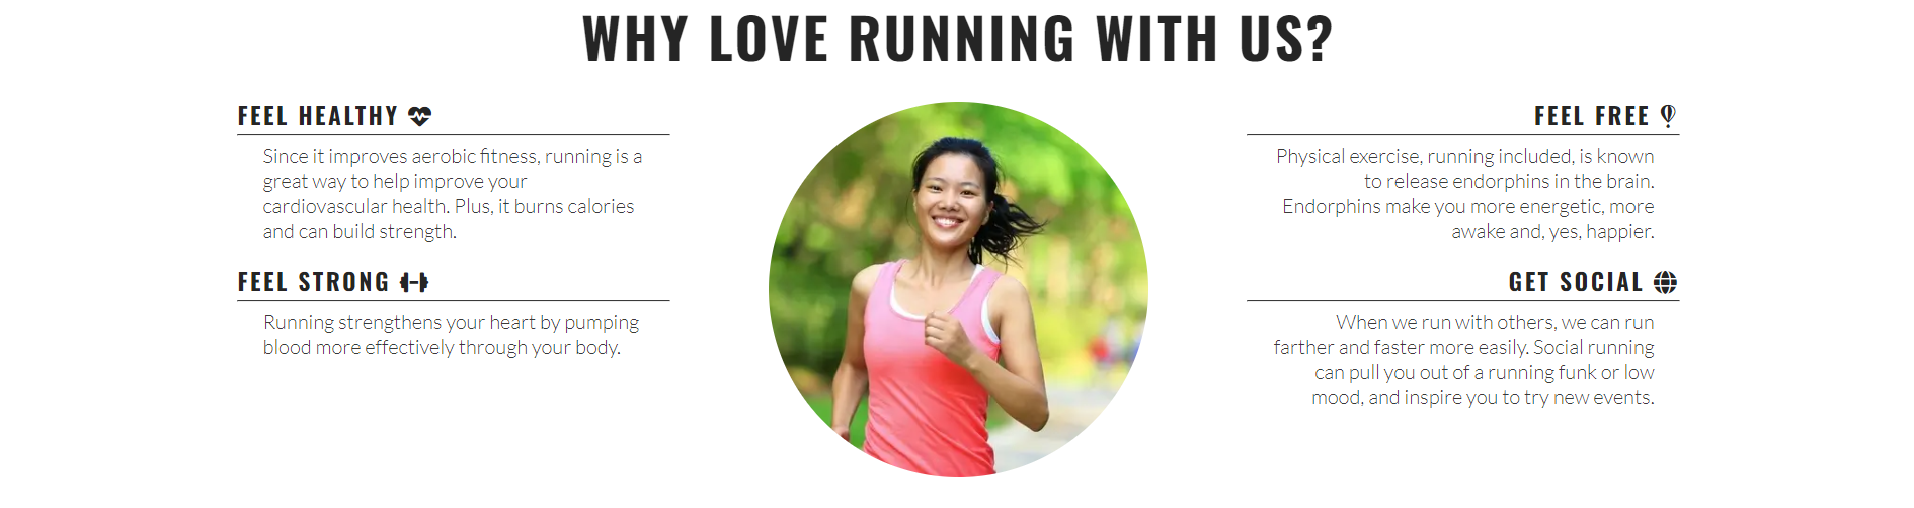 WHY LOVE RUNNING WITH US?
FEEL HEALTHY
Since it improves aerobic fitness, running is a
great way to help improve your
cardiovascular health. Plus, it burns calories
and can build strength.
FEEL STRONG
Running strengthens your heart by pumping
blood more effectively through your body.
FEEL FREE
Physical exercise, running included, is known
to release endorphins in the brain.
Endorphins make you more energetic, more
awake and, yes, happier.
GET SOCIAL
When we run with others, we can run
farther and faster more easily. Social running
can pull you out of a running funk or low
mood, and inspire you to try new events.